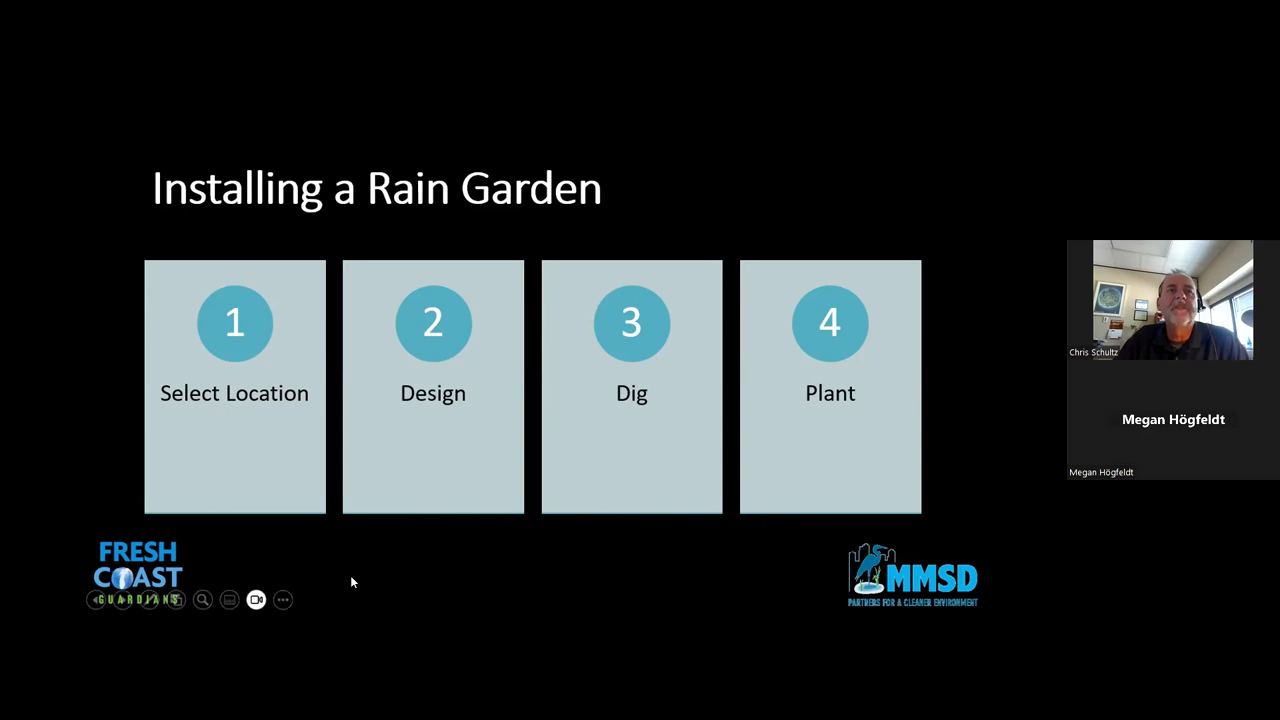 Installing a Rain Garden
1
Select Location
2
Design
3
Dig
4
Plant
Chris Schultz
Megan Högfeldt
Megan Högfeldt
FRESH
COAST
GUARDIANS
MMSD
PARTNERS FOR A CLEANER ENVIRONMENT